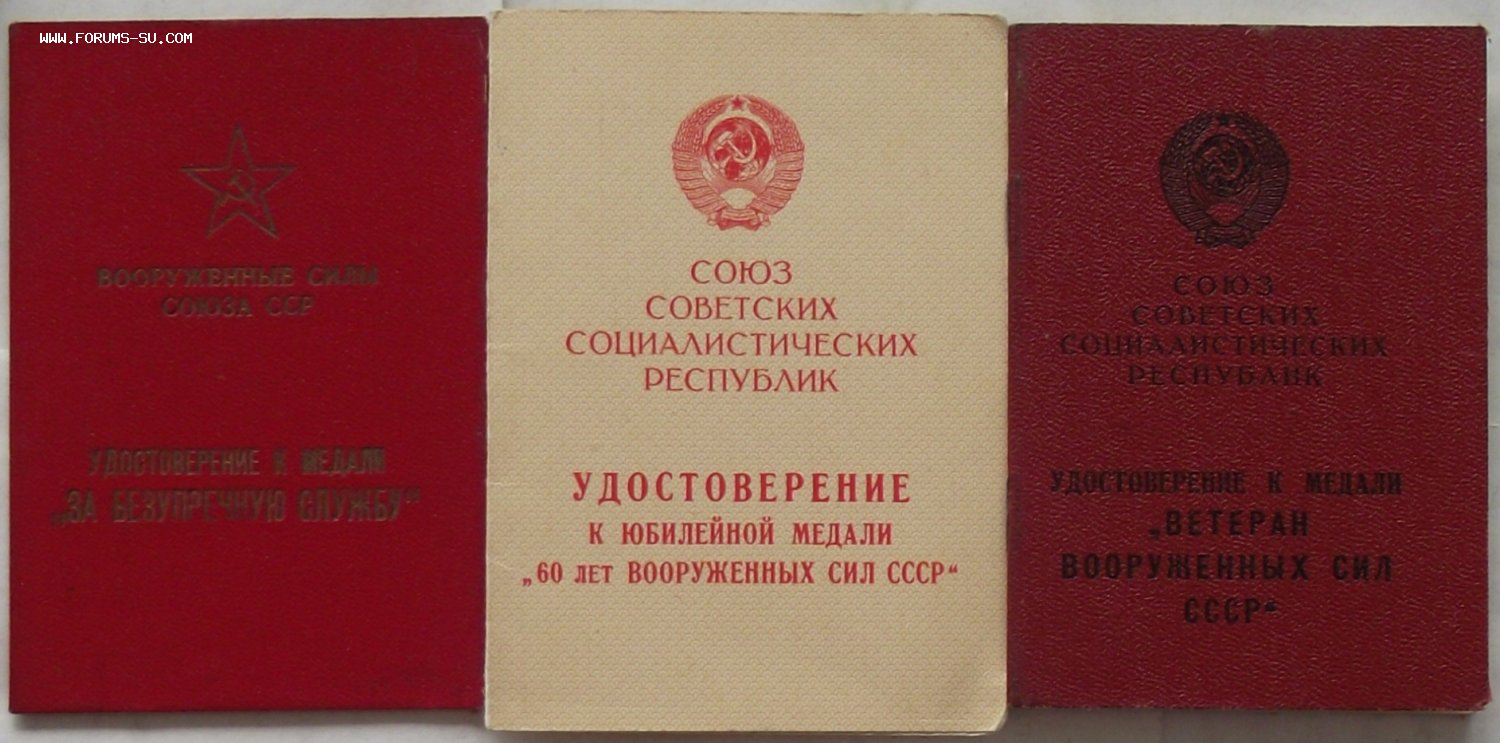 WWW.FORUMS-SU.COM
ВООРУЖЕННЫЕ СИЛЫ
СОЮЗА ССР
УДОСТОВЕРЕНИЕ К МЕДАЛИ
„ЗА БЕЗУПРЕЧНУЮ СЛУЖБУ“
СОЮЗ
СОВЕТСКИХ
СОЦИАЛИСТИЧЕСКИХ
РЕСПУБЛИК
УДОСТОВЕРЕНИЕ
К ЮБИЛЕЙНОЙ МЕДАЛИ
„60 ЛЕТ ВООРУЖЕННЫХ СИЛ СССР“
СОЮЗ
СОВЕТСКИХ
СОЦИАЛИСТИЧЕСКИХ
РЕСПУБЛИК
УДОСТОВЕРЕНИЕ К МЕДАЛИ
„ВЕТЕРАН
ВООРУЖЕННЫХ СИЛ
СССР“